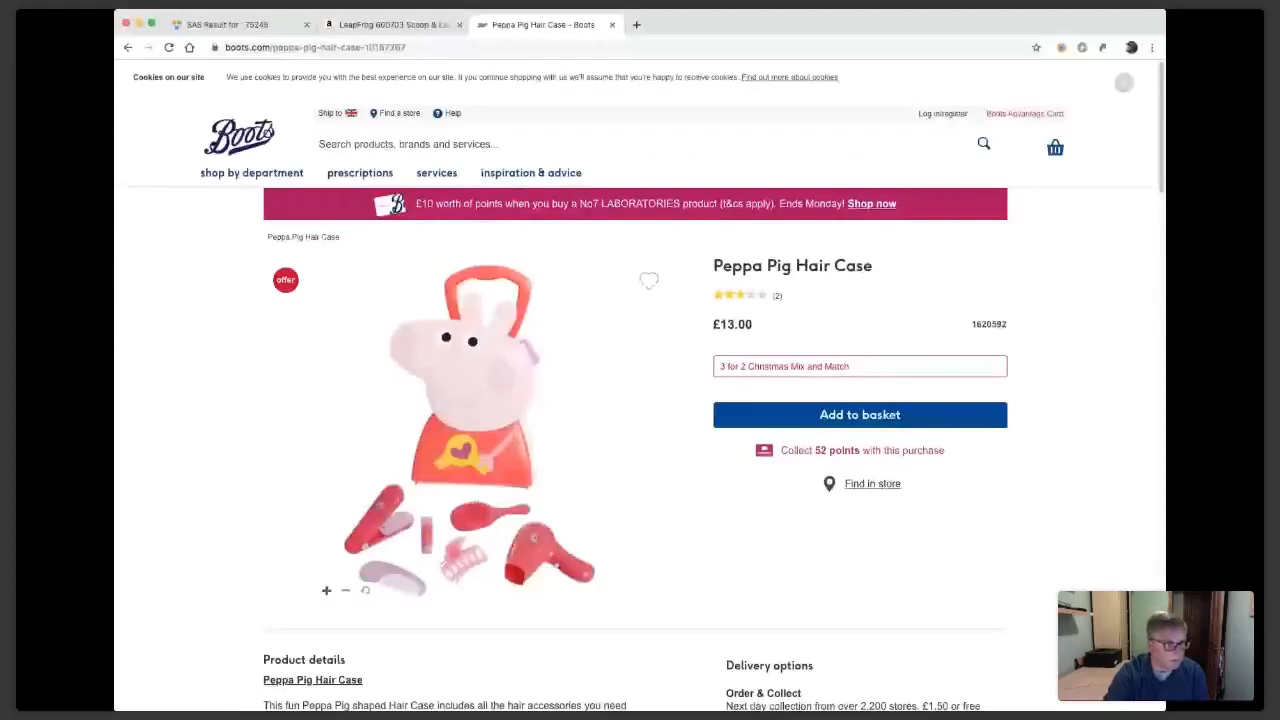 SAS Result for : 75245
LeapFrog 600703 Scoop &
Peppa Pig Hair Case - Boots
boots.com/peppa-pig-hair-case-10167267
Cookies on our site
We use cookies to provide you with the best experience on our site. If you continue shopping with us we'll assume that you're happy to receive cookies. Find out more about cookies
Ship to
Find a store
Help
Log in/register
Boots Advantage Card
Boots
Search products, brands and services...
shop by department
prescriptions
services
inspiration & advice
£10 worth of points when you buy a No7 LABORATORIES product (t&cs apply). Ends Monday! Shop now
Peppa Pig Hair Case
offer
Peppa Pig Hair Case
(2)
£13.00
1620592
3 for 2 Christmas Mix and Match
Add to basket
Collect 52 points with this purchase
Find in store
Product details
Peppa Pig Hair Case
This fun Peppa Pig shaped Hair Case includes all the hair accessories you need
Delivery options
Order & Collect
Next day collection from over 2,200 stores. £1.50 or free